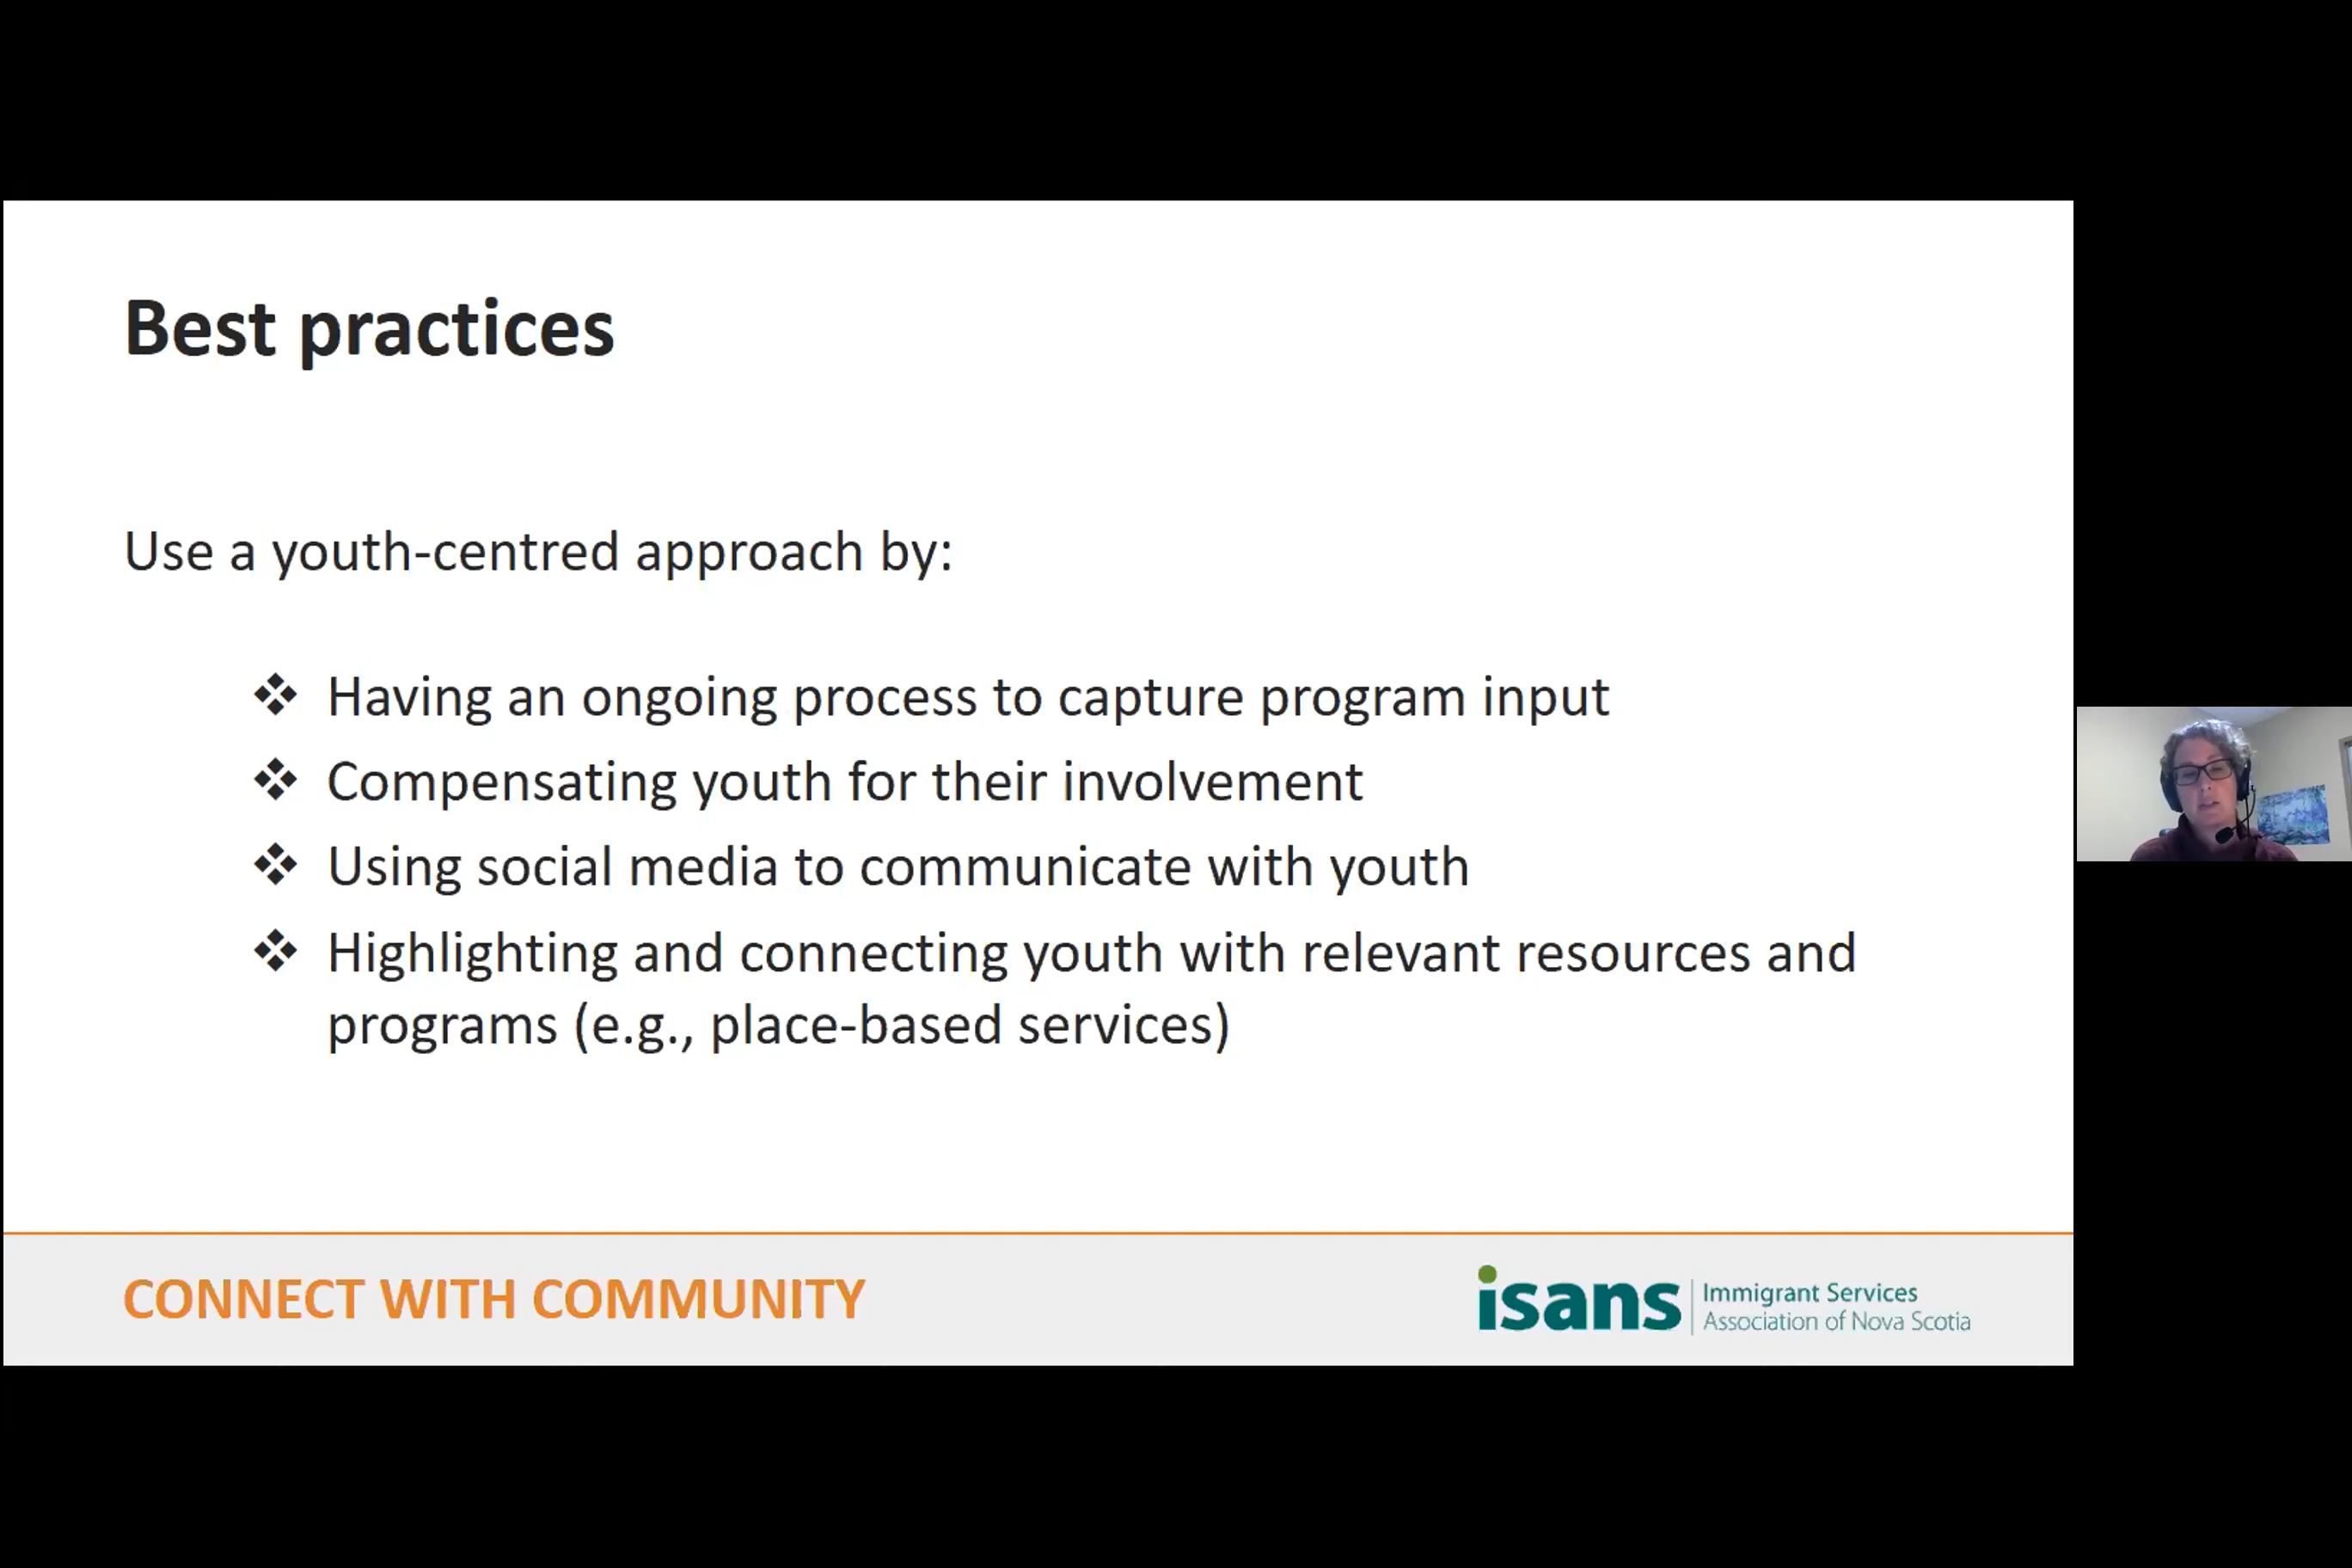 Best practices
Use a youth-centred approach by:
❖ Having an ongoing process to capture program input
❖ Compensating youth for their involvement
❖ Using social media to communicate with youth
❖ Highlighting and connecting youth with relevant resources and
programs (e.g., place-based services)
CONNECT WITH COMMUNITY
isans
Immigrant Services
Association of Nova Scotia